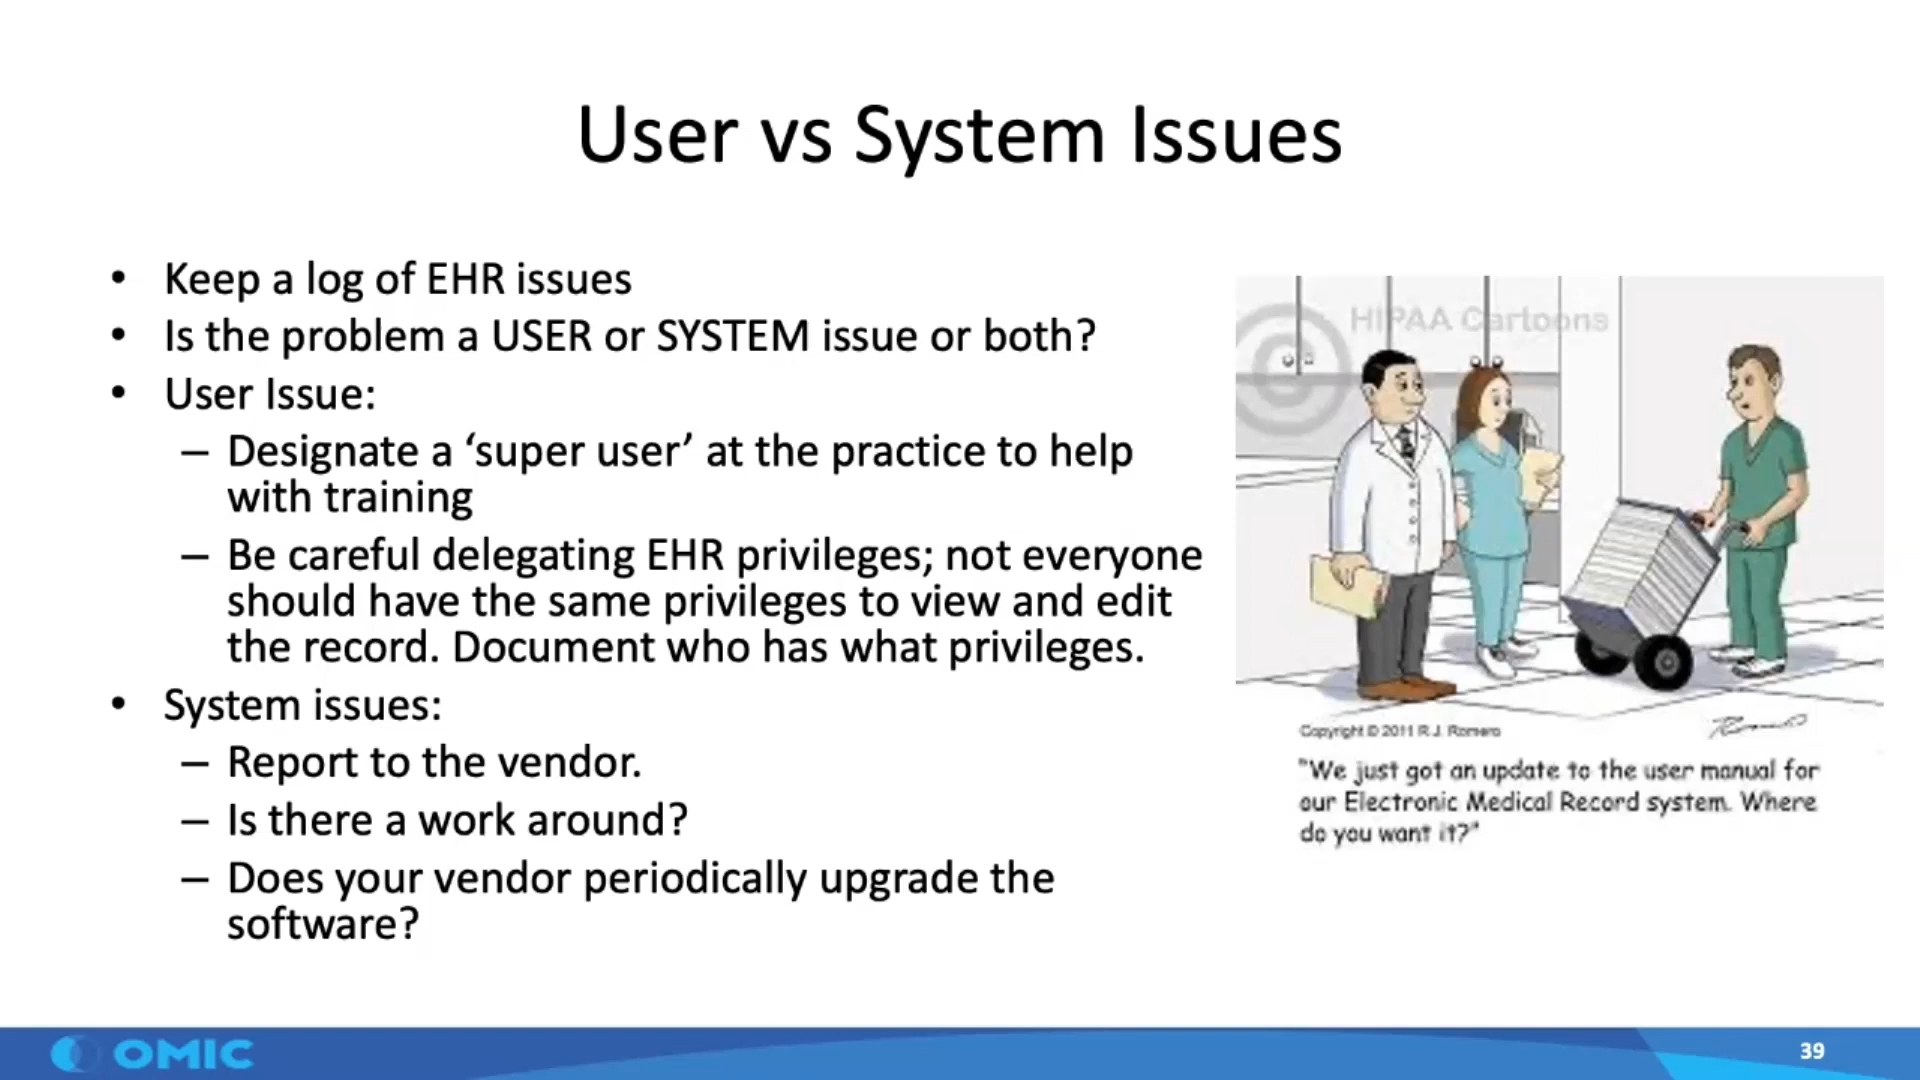 User vs System Issues
• Keep a log of EHR issues
• Is the problem a USER or SYSTEM issue or both?
• User Issue:
– Designate a ‘super user’ at the practice to help
with training
– Be careful delegating EHR privileges; not everyone
should have the same privileges to view and edit
the record. Document who has what privileges.
• System issues:
– Report to the vendor.
– Is there a work around?
– Does your vendor periodically upgrade the
software?
© HIPAA Cartoons
Copyright © 2011 R.J. Romero
"We just got an update to the user manual for
our Electronic Medical Record system. Where
do you want it?"
OMIC
39